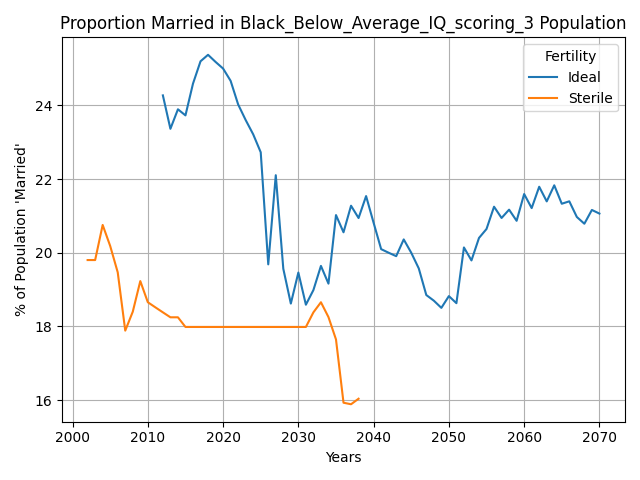 Proportion Married in Black_Below_Average_IQ_scoring_3 Population
Fertility
Ideal
Sterile
% of Population 'Married'
24
22
20
18
16
2000 2010 2020 2030 2040 2050 2060 2070
Years